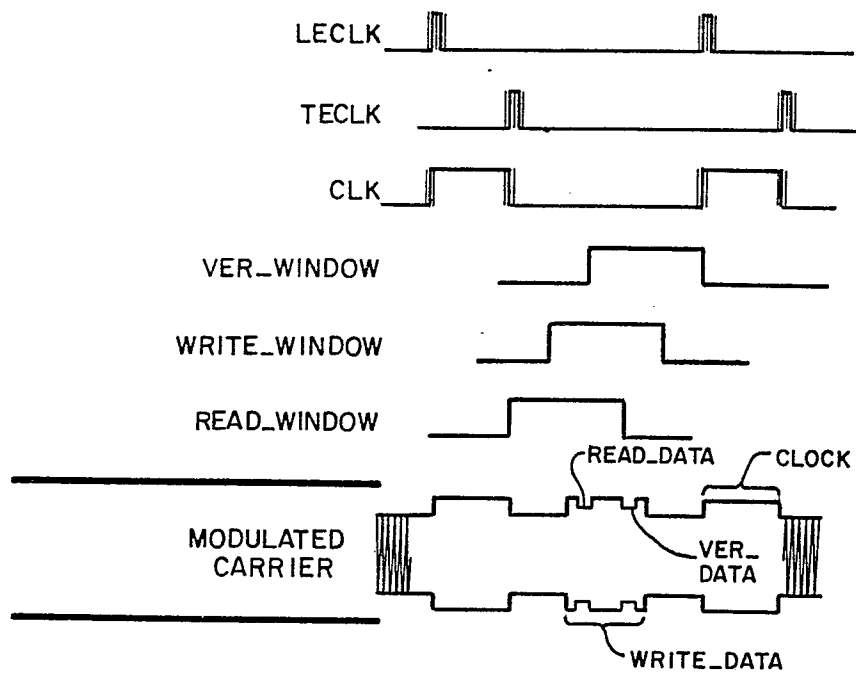 LECLK
TECLK
CLK
VER_WINDOW
WRITE_WINDOW
READ_WINDOW
READ_DATA
CLOCK
MODULATED
CARRIER
VER_
DATA
WRITE_DATA